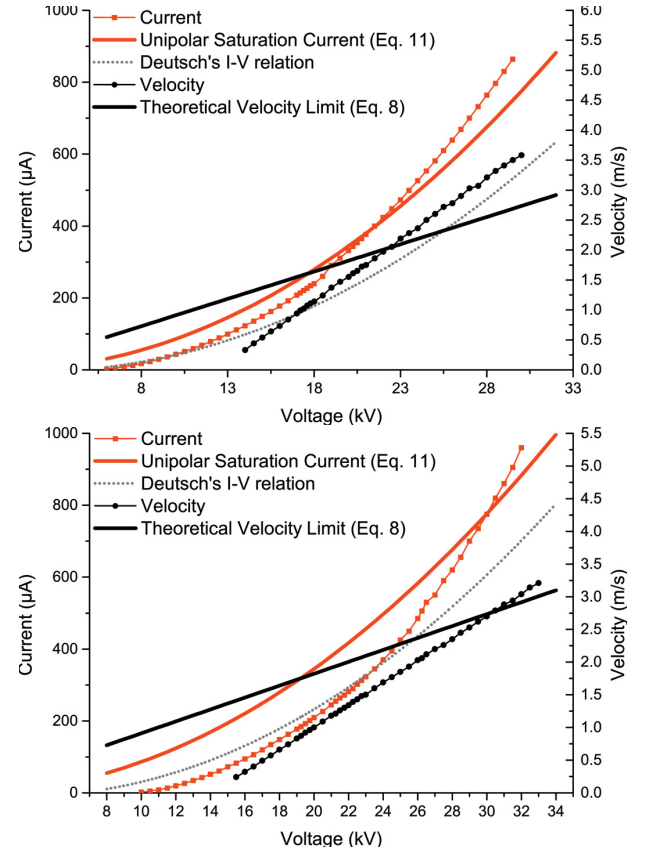 1000
800
600
400
200
0
Current (µA)
Current
Unipolar Saturation Current (Eq. 11)
Deutsch's I-V relation
Velocity
Theoretical Velocity Limit (Eq. 8)
6.0
5.5
5.0
4.5
4.0
3.5
3.0
2.5
2.0
1.5
1.0
0.5
0.0
Velocity (m/s)
8 13 18 23 28 33
Voltage (kV)
1000
800
600
400
200
0
Current (µA)
Current
Unipolar Saturation Current (Eq. 11)
Deutsch's I-V relation
Velocity
Theoretical Velocity Limit (Eq. 8)
5.5
5.0
4.5
4.0
3.5
3.0
2.5
2.0
1.5
1.0
0.5
0.0
Velocity (m/s)
8 10 12 14 16 18 20 22 24 26 28 30 32 34
Voltage (kV)